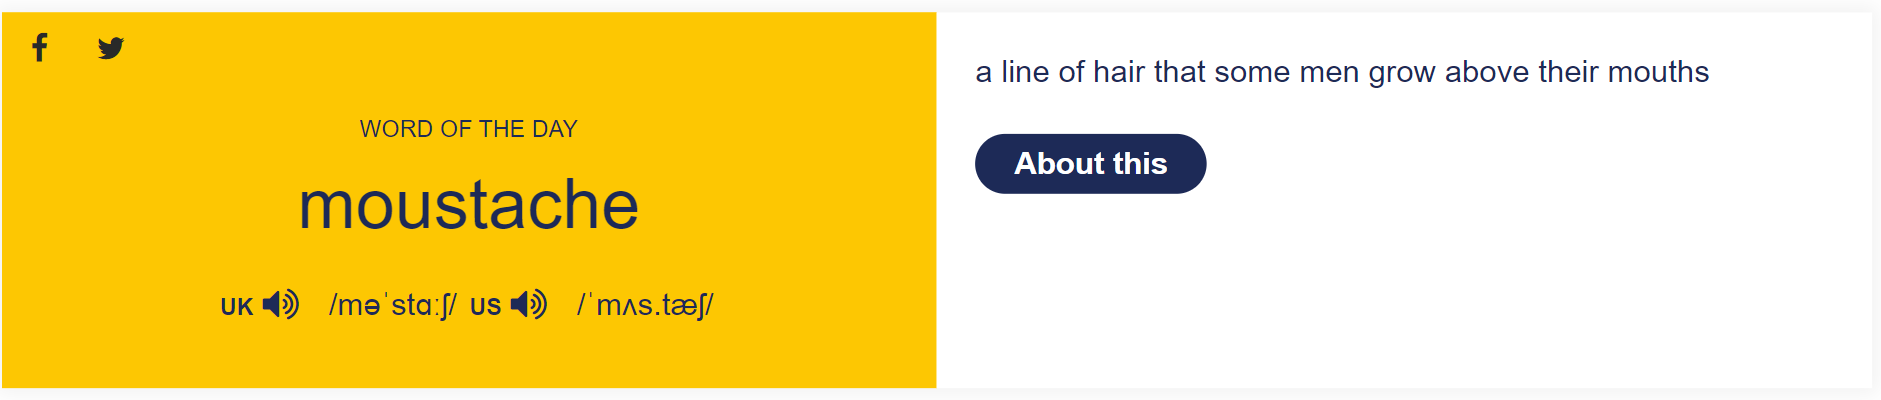 WORD OF THE DAY
moustache
UK /məˈstɑːʃ/ US /ˈmʌs.tæʃ/
a line of hair that some men grow above their mouths
About this